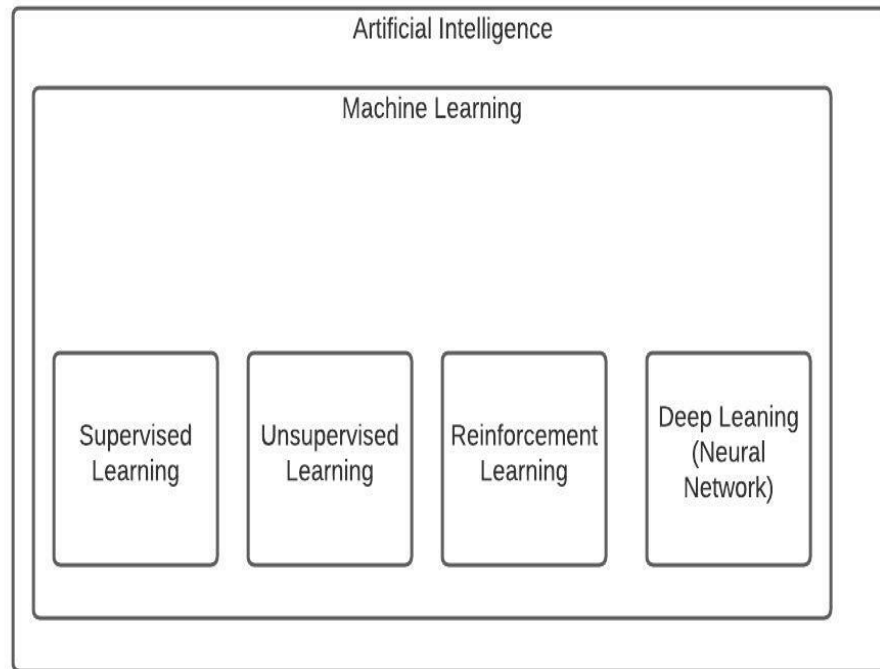 Artificial Intelligence
Machine Learning
Supervised
Learning
Unsupervised
Learning
Reinforcement
Learning
Deep Leaning
(Neural
Network)